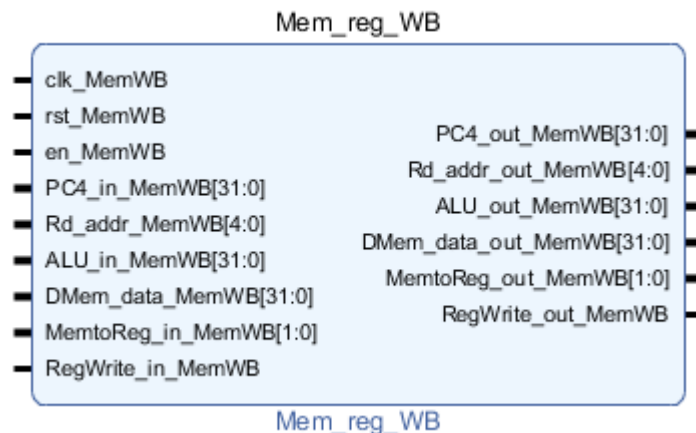 Mem_reg_WB
clk_MemWB
rst_MemWB
en_MemWB
PC4_in_MemWB[31:0]
Rd_addr_MemWB[4:0]
ALU_in_MemWB[31:0]
DMem_data_MemWB[31:0]
MemtoReg_in_MemWB[1:0]
RegWrite_in_MemWB
PC4_out_MemWB[31:0]
Rd_addr_out_MemWB[4:0]
ALU_out_MemWB[31:0]
DMem_data_out_MemWB[31:0]
MemtoReg_out_MemWB[1:0]
RegWrite_out_MemWB
Mem_reg_WB